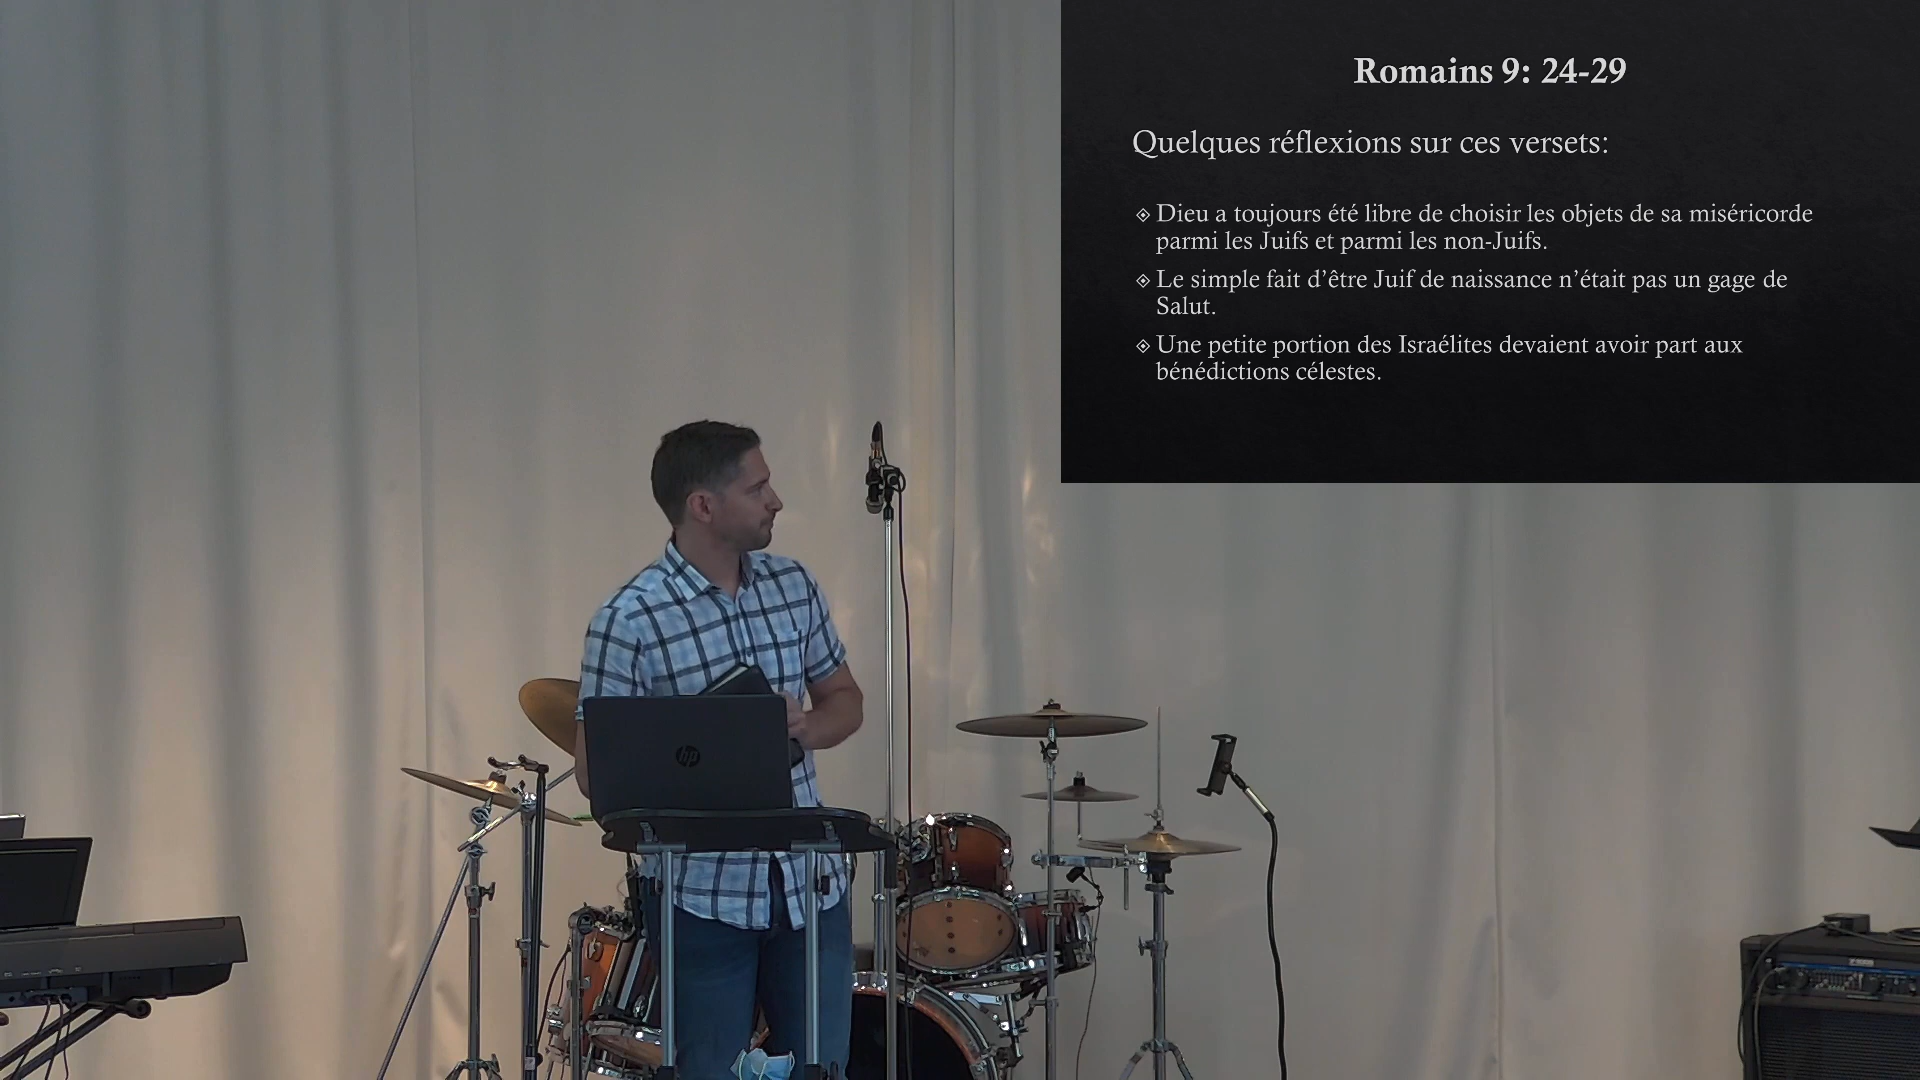 Romains 9: 24-29
Quelques réflexions sur ces versets:
Dieu a toujours été libre de choisir les objets de sa miséricorde
parmi les Juifs et parmi les non-Juifs.
Le simple fait d’être Juif de naissance n’était pas un gage de
Salut.
Une petite portion des Israélites devaient avoir part aux
bénédictions célestes.
hp